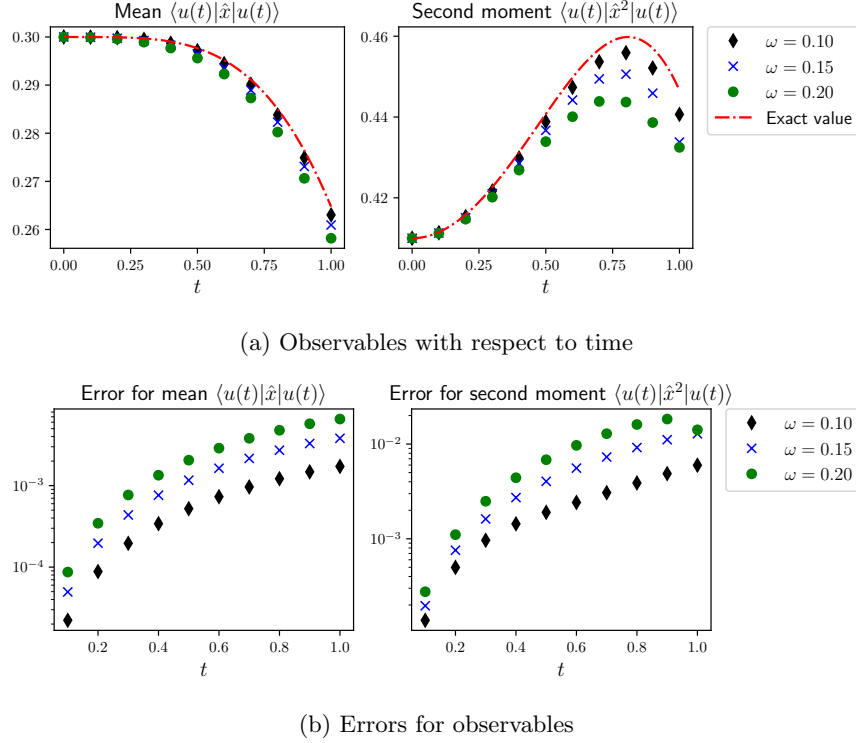 Mean ⟨u(t)|x̂|u(t)⟩
0.30
0.29
0.28
0.27
0.26
0.00 0.25 0.50 0.75 1.00
t
Second moment ⟨u(t)|x̂²|u(t)⟩
0.46
0.44
0.42
0.00 0.25 0.50 0.75 1.00
t
ω = 0.10
ω = 0.15
ω = 0.20
Exact value
(a) Observables with respect to time
Error for mean ⟨u(t)|x̂|u(t)⟩
10⁻³
10⁻⁴
0.2 0.4 0.6 0.8 1.0
t
Error for second moment ⟨u(t)|x̂²|u(t)⟩
10⁻²
10⁻³
0.2 0.4 0.6 0.8 1.0
t
ω = 0.10
ω = 0.15
ω = 0.20
(b) Errors for observables